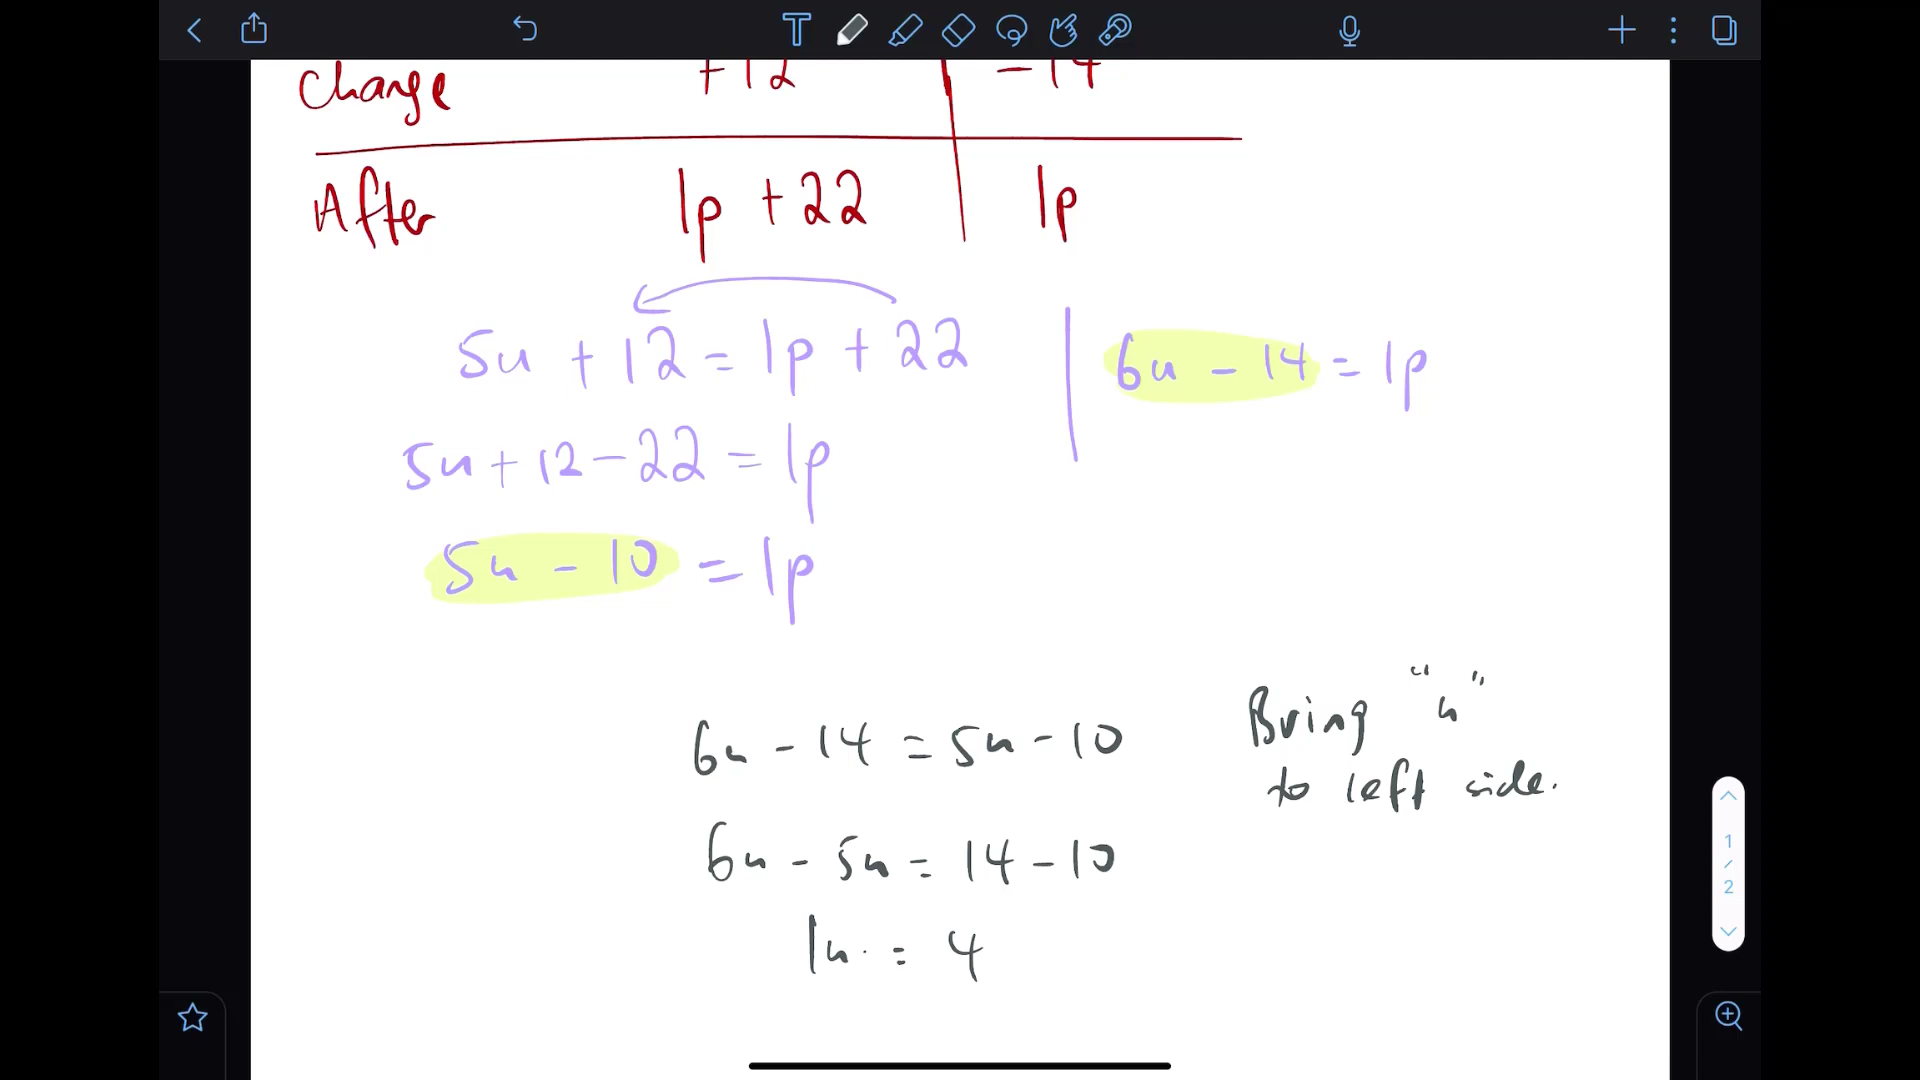 Change +12 -14
After 1p +22 1p
5u + 12 = 1p + 22
6u - 14 = 1p
5u + 12 - 22 = 1p
5u - 10 = 1p
6u - 14 = 5u - 10
Bring "u"
to left side.
6u - 5u = 14 - 10
1u = 4
1
/
2